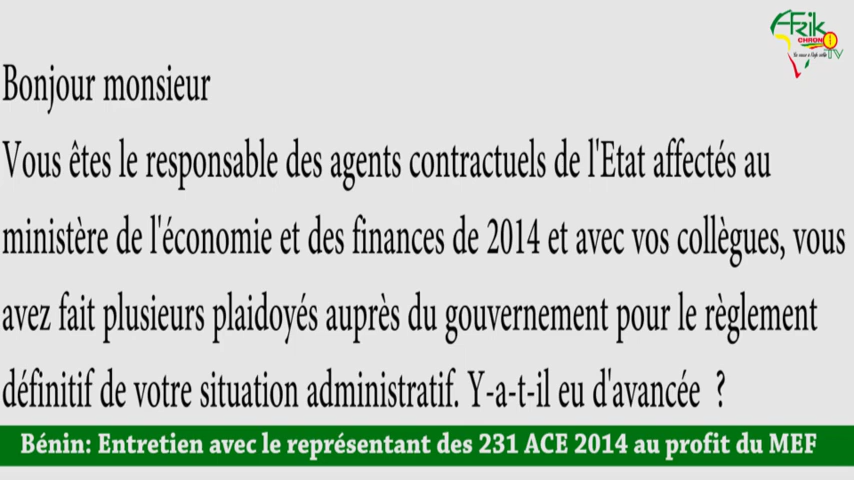 AFRIK
CHRONO
TV
Bonjour monsieur
Vous êtes le responsable des agents contractuels de l'Etat affectés au
ministère de l'économie et des finances de 2014 et avec vos collègues, vous
avez fait plusieurs plaidoyés auprès du gouvernement pour le règlement
définitif de votre situation administratif. Y-a-t-il eu d'avancée ?
Bénin: Entretien avec le représentant des 231 ACE 2014 au profit du MEF